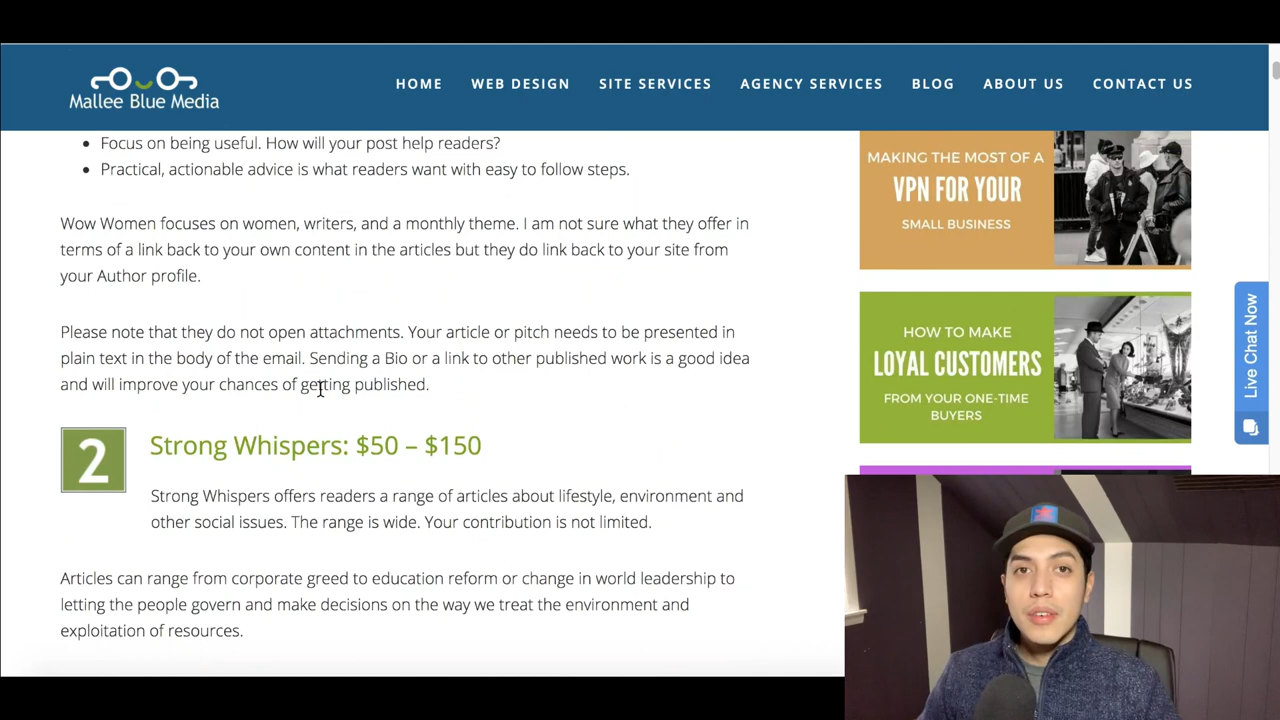 Mallee Blue Media
HOME WEB DESIGN SITE SERVICES AGENCY SERVICES BLOG ABOUT US CONTACT US
• Focus on being useful. How will your post help readers?
• Practical, actionable advice is what readers want with easy to follow steps.
Wow Women focuses on women, writers, and a monthly theme. I am not sure what they offer in
terms of a link back to your own content in the articles but they do link back to your site from
your Author profile.
Please note that they do not open attachments. Your article or pitch needs to be presented in
plain text in the body of the email. Sending a Bio or a link to other published work is a good idea
and will improve your chances of getting published.
2
Strong Whispers: $50 – $150
Strong Whispers offers readers a range of articles about lifestyle, environment and
other social issues. The range is wide. Your contribution is not limited.
Articles can range from corporate greed to education reform or change in world leadership to
letting the people govern and make decisions on the way we treat the environment and
exploitation of resources.
MAKING THE MOST OF A
VPN FOR YOUR
SMALL BUSINESS
HOW TO MAKE
LOYAL CUSTOMERS
FROM YOUR ONE-TIME
BUYERS
Live Chat Now